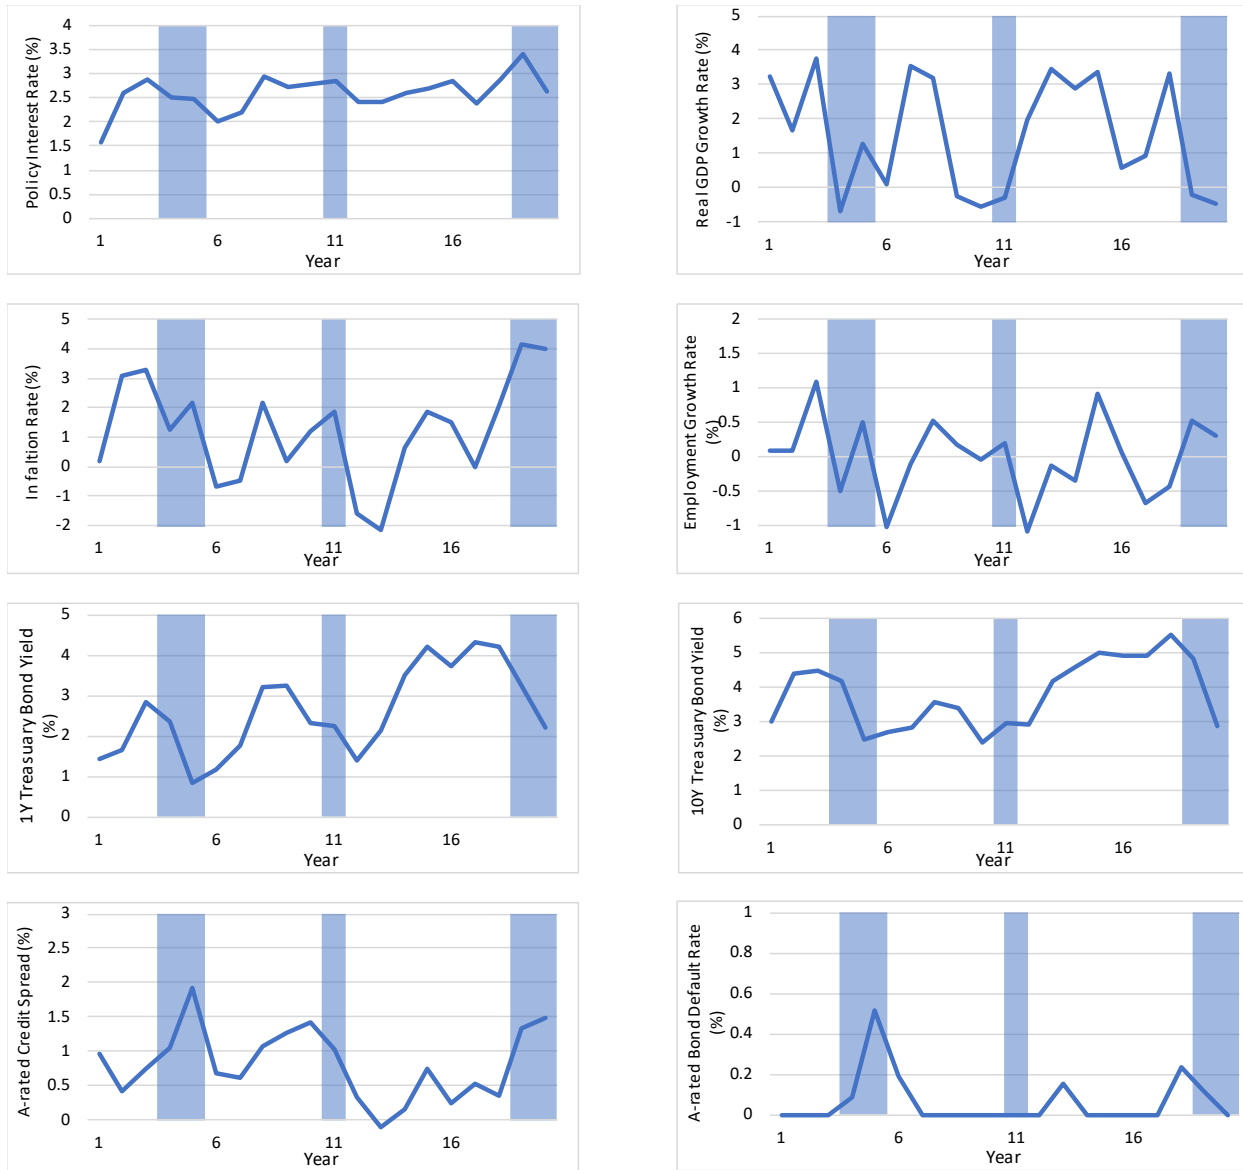 Policy Interest Rate (%)
4
3.5
3
2.5
2
1.5
1
0.5
0
1 6 11 16
Year
Real GDP Growth Rate (%)
5
4
3
2
1
0
-1
1 6 11 16
Year
Infaltion Rate (%)
5
4
3
2
1
0
-1
-2
1 6 11 16
Year
Employment Growth Rate
(%)
2
1.5
1
0.5
0
-0.5
-1
1 6 11 16
Year
1Y Treasuary Bond Yield
(%)
5
4
3
2
1
0
1 6 11 16
Year
10Y Treasuary Bond Yield
(%)
6
5
4
3
2
1
0
1 6 11 16
Year
A-rated Credit Spread (%)
3
2.5
2
1.5
1
0.5
0
1 6 11 16
Year
A-rated Bond Default Rate
(%)
1
0.8
0.6
0.4
0.2
0
1 6 11 16
Year